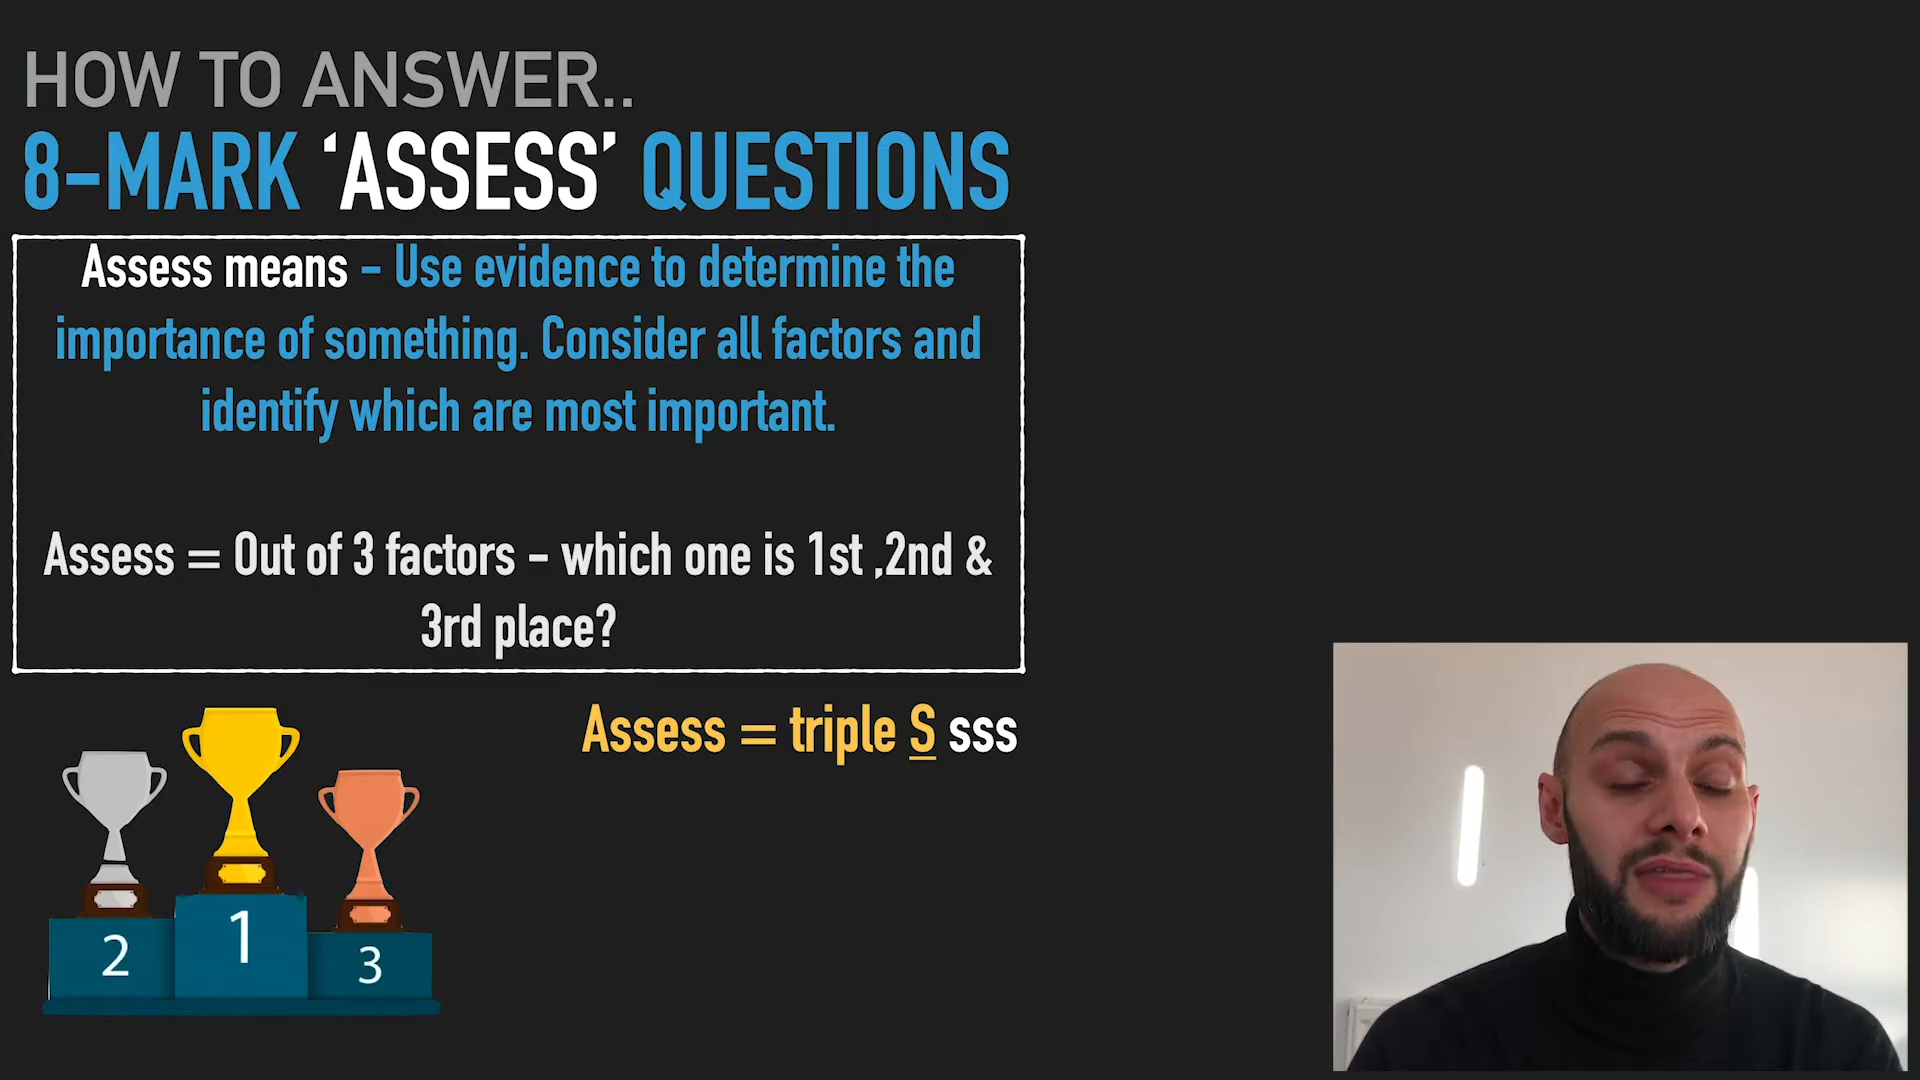 HOW TO ANSWER..
8-MARK ‘ASSESS’ QUESTIONS
Assess means - Use evidence to determine the
importance of something. Consider all factors and
identify which are most important.
Assess = Out of 3 factors - which one is 1st ,2nd &
3rd place?
Assess = triple S sss
2
1
3